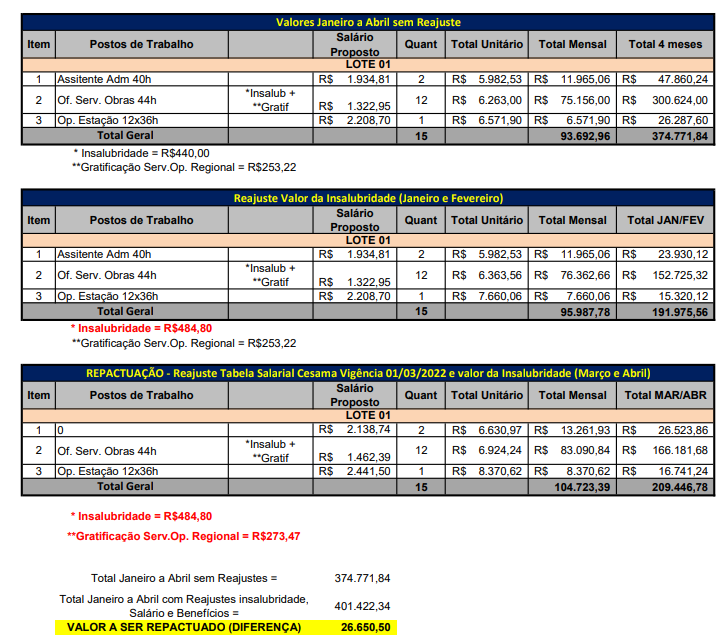 Valores Janeiro a Abril sem Reajuste
Item Postos de Trabalho Salário Proposto Quant Total Unitário Total Mensal Total 4 meses
LOTE 01
1 Assitente Adm 40h R$ 1.934,81 2 R$ 5.982,53 R$ 11.965,06 R$ 47.860,24
2 Of. Serv. Obras 44h *Insalub + **Gratif R$ 1.322,95 12 R$ 6.263,00 R$ 75.156,00 R$ 300.624,00
3 Op. Estação 12x36h R$ 2.208,70 1 R$ 6.571,90 R$ 6.571,90 R$ 26.287,60
Total Geral 15 93.692,96 374.771,84
* Insalubridade = R$440,00
**Gratificação Serv.Op. Regional = R$253,22
Reajuste Valor da Insalubridade (Janeiro e Fevereiro)
Item Postos de Trabalho Salário Proposto Quant Total Unitário Total Mensal Total JAN/FEV
LOTE 01
1 Assitente Adm 40h R$ 1.934,81 2 R$ 5.982,53 R$ 11.965,06 R$ 23.930,12
2 Of. Serv. Obras 44h *Insalub + **Gratif R$ 1.322,95 12 R$ 6.363,56 R$ 76.362,66 R$ 152.725,32
3 Op. Estação 12x36h R$ 2.208,70 1 R$ 7.660,06 R$ 7.660,06 R$ 15.320,12
Total Geral 15 95.987,78 191.975,56
* Insalubridade = R$484,80
**Gratificação Serv.Op. Regional = R$253,22
REPACTUAÇÃO - Reajuste Tabela Salarial Cesama Vigência 01/03/2022 e valor da Insalubridade (Março e Abril)
Item Postos de Trabalho Salário Proposto Quant Total Unitário Total Mensal Total MAR/ABR
LOTE 01
1 0 R$ 2.138,74 2 R$ 6.630,97 R$ 13.261,93 R$ 26.523,86
2 Of. Serv. Obras 44h *Insalub + **Gratif R$ 1.462,39 12 R$ 6.924,24 R$ 83.090,84 R$ 166.181,68
3 Op. Estação 12x36h R$ 2.441,50 1 R$ 8.370,62 R$ 8.370,62 R$ 16.741,24
Total Geral 15 104.723,39 209.446,78
* Insalubridade = R$484,80
**Gratificação Serv.Op. Regional = R$273,47
Total Janeiro a Abril sem Reajustes = 374.771,84
Total Janeiro a Abril com Reajustes insalubridade,
Salário e Benefícios = 401.422,34
VALOR A SER REPACTUADO (DIFERENÇA) 26.650,50